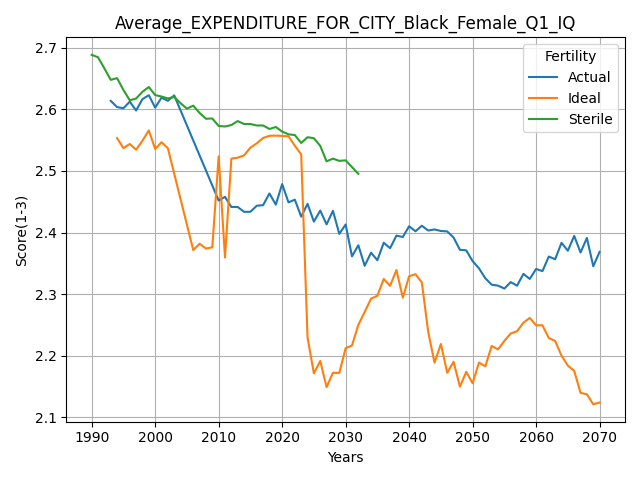 Average_EXPENDITURE_FOR_CITY_Black_Female_Q1_IQ
Fertility
Actual
Ideal
Sterile
Score(1-3)
2.7
2.6
2.5
2.4
2.3
2.2
2.1
1990 2000 2010 2020 2030 2040 2050 2060 2070
Years